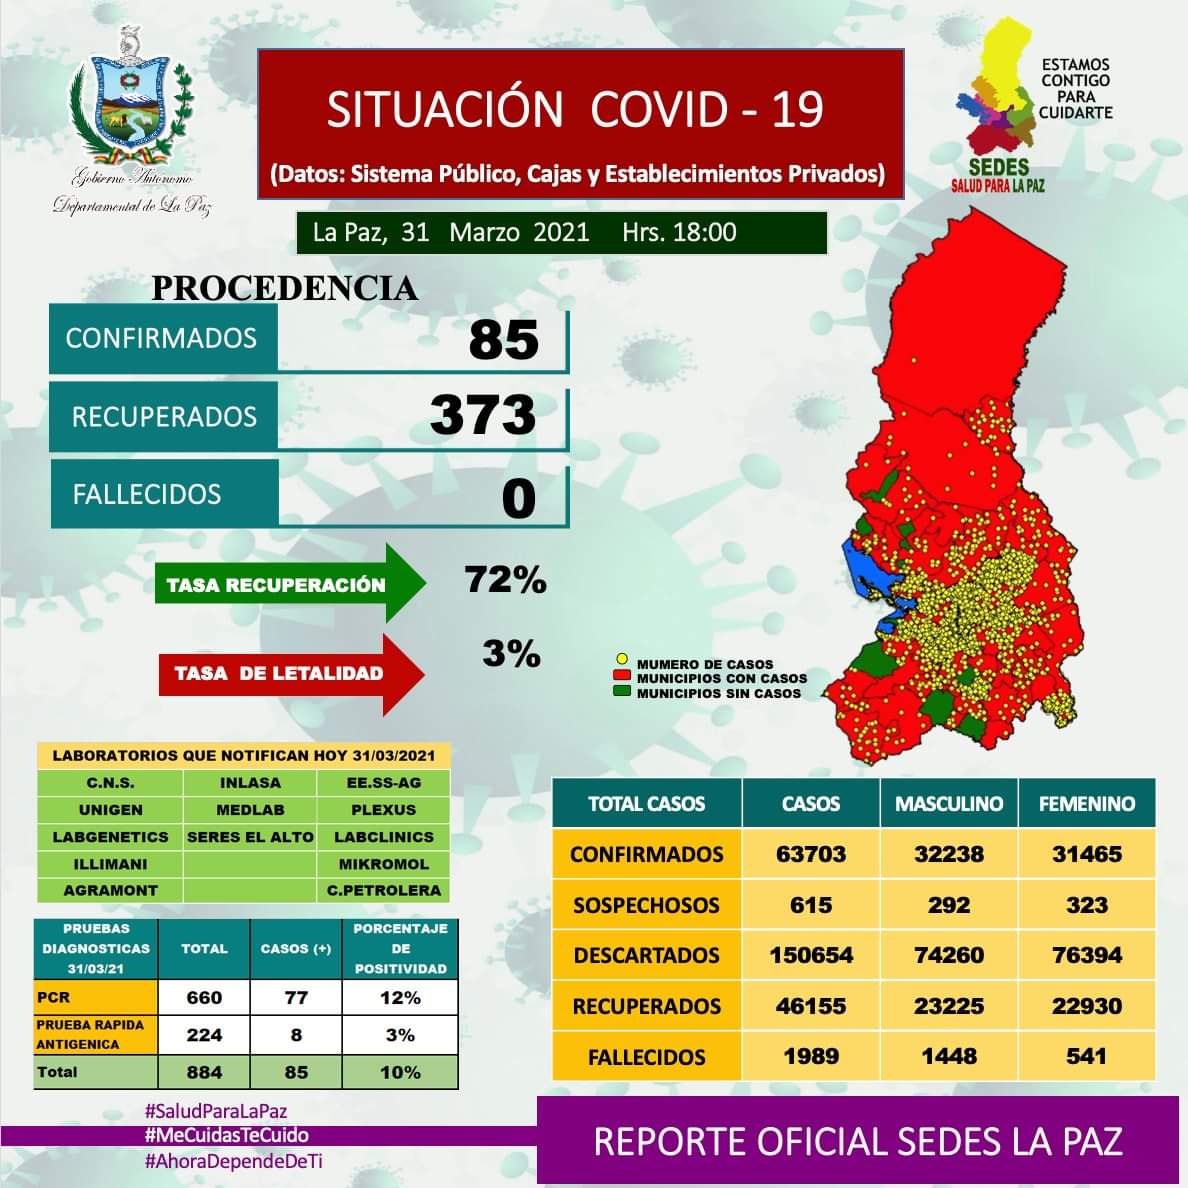 Gobierno Autónomo
Departamental de La Paz
SITUACIÓN COVID - 19
(Datos: Sistema Público, Cajas y Establecimientos Privados)
ESTAMOS
CONTIGO
PARA
CUIDARTE
SEDES
SALUD PARA LA PAZ
La Paz, 31 Marzo 2021 Hrs. 18:00
PROCEDENCIA
CONFIRMADOS 85
RECUPERADOS 373
FALLECIDOS 0
TASA RECUPERACIÓN 72%
TASA DE LETALIDAD 3%
MUMERO DE CASOS
MUNICIPIOS CON CASOS
MUNICIPIOS SIN CASOS
LABORATORIOS QUE NOTIFICAN HOY 31/03/2021
C.N.S. INLASA EE.SS-AG
UNIGEN MEDLAB PLEXUS
LABGENETICS SERES EL ALTO LABCLINICS
ILLIMANI MIKROMOL
AGRAMONT C.PETROLERA
PRUEBAS
DIAGNOSTICAS
31/03/21
TOTAL
CASOS (+)
PORCENTAJE
DE
POSITIVIDAD
PCR 660 77 12%
PRUEBA RAPIDA
ANTIGENICA
224 8 3%
Total 884 85 10%
TOTAL CASOS CASOS MASCULINO FEMENINO
CONFIRMADOS 63703 32238 31465
SOSPECHOSOS 615 292 323
DESCARTADOS 150654 74260 76394
RECUPERADOS 46155 23225 22930
FALLECIDOS 1989 1448 541
#SaludParaLaPaz
#MeCuidasTeCuido
#AhoraDependeDeTi
REPORTE OFICIAL SEDES LA PAZ